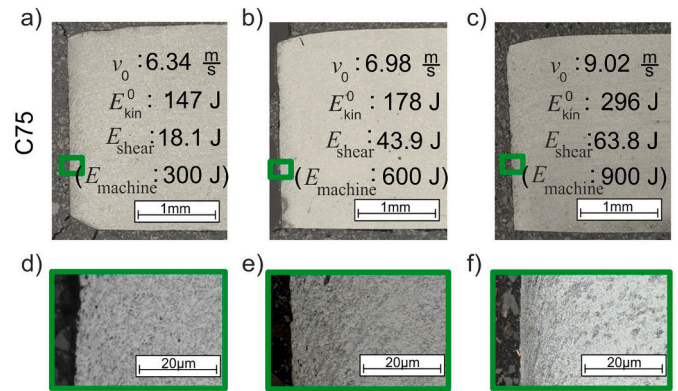 a)
b)
c)
C75
v₀ : 6.34 m/s
E⁰kin : 147 J
Eshear : 18.1 J
(Emachine : 300 J)
1mm
v₀ : 6.98 m/s
E⁰kin : 178 J
Eshear : 43.9 J
(Emachine : 600 J)
1mm
v₀ : 9.02 m/s
E⁰kin : 296 J
Eshear : 63.8 J
(Emachine : 900 J)
1mm
d)
e)
f)
20µm
20µm
20µm